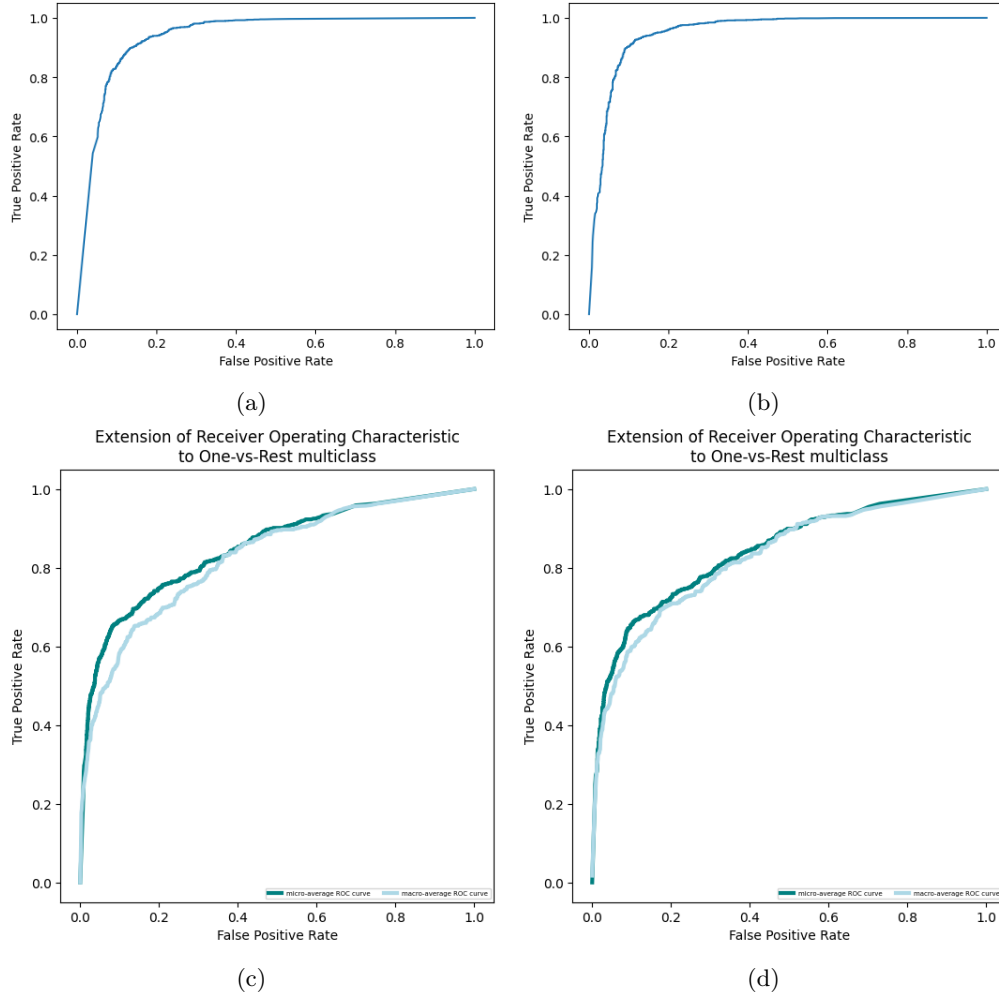 1.0
0.8
0.6
0.4
0.2
0.0
True Positive Rate
0.0 0.2 0.4 0.6 0.8 1.0
False Positive Rate
(a)
1.0
0.8
0.6
0.4
0.2
0.0
True Positive Rate
0.0 0.2 0.4 0.6 0.8 1.0
False Positive Rate
(b)
Extension of Receiver Operating Characteristic
to One-vs-Rest multiclass
1.0
0.8
0.6
0.4
0.2
0.0
True Positive Rate
micro-average ROC curve macro-average ROC curve
0.0 0.2 0.4 0.6 0.8 1.0
False Positive Rate
(c)
Extension of Receiver Operating Characteristic
to One-vs-Rest multiclass
1.0
0.8
0.6
0.4
0.2
0.0
True Positive Rate
micro-average ROC curve macro-average ROC curve
0.0 0.2 0.4 0.6 0.8 1.0
False Positive Rate
(d)